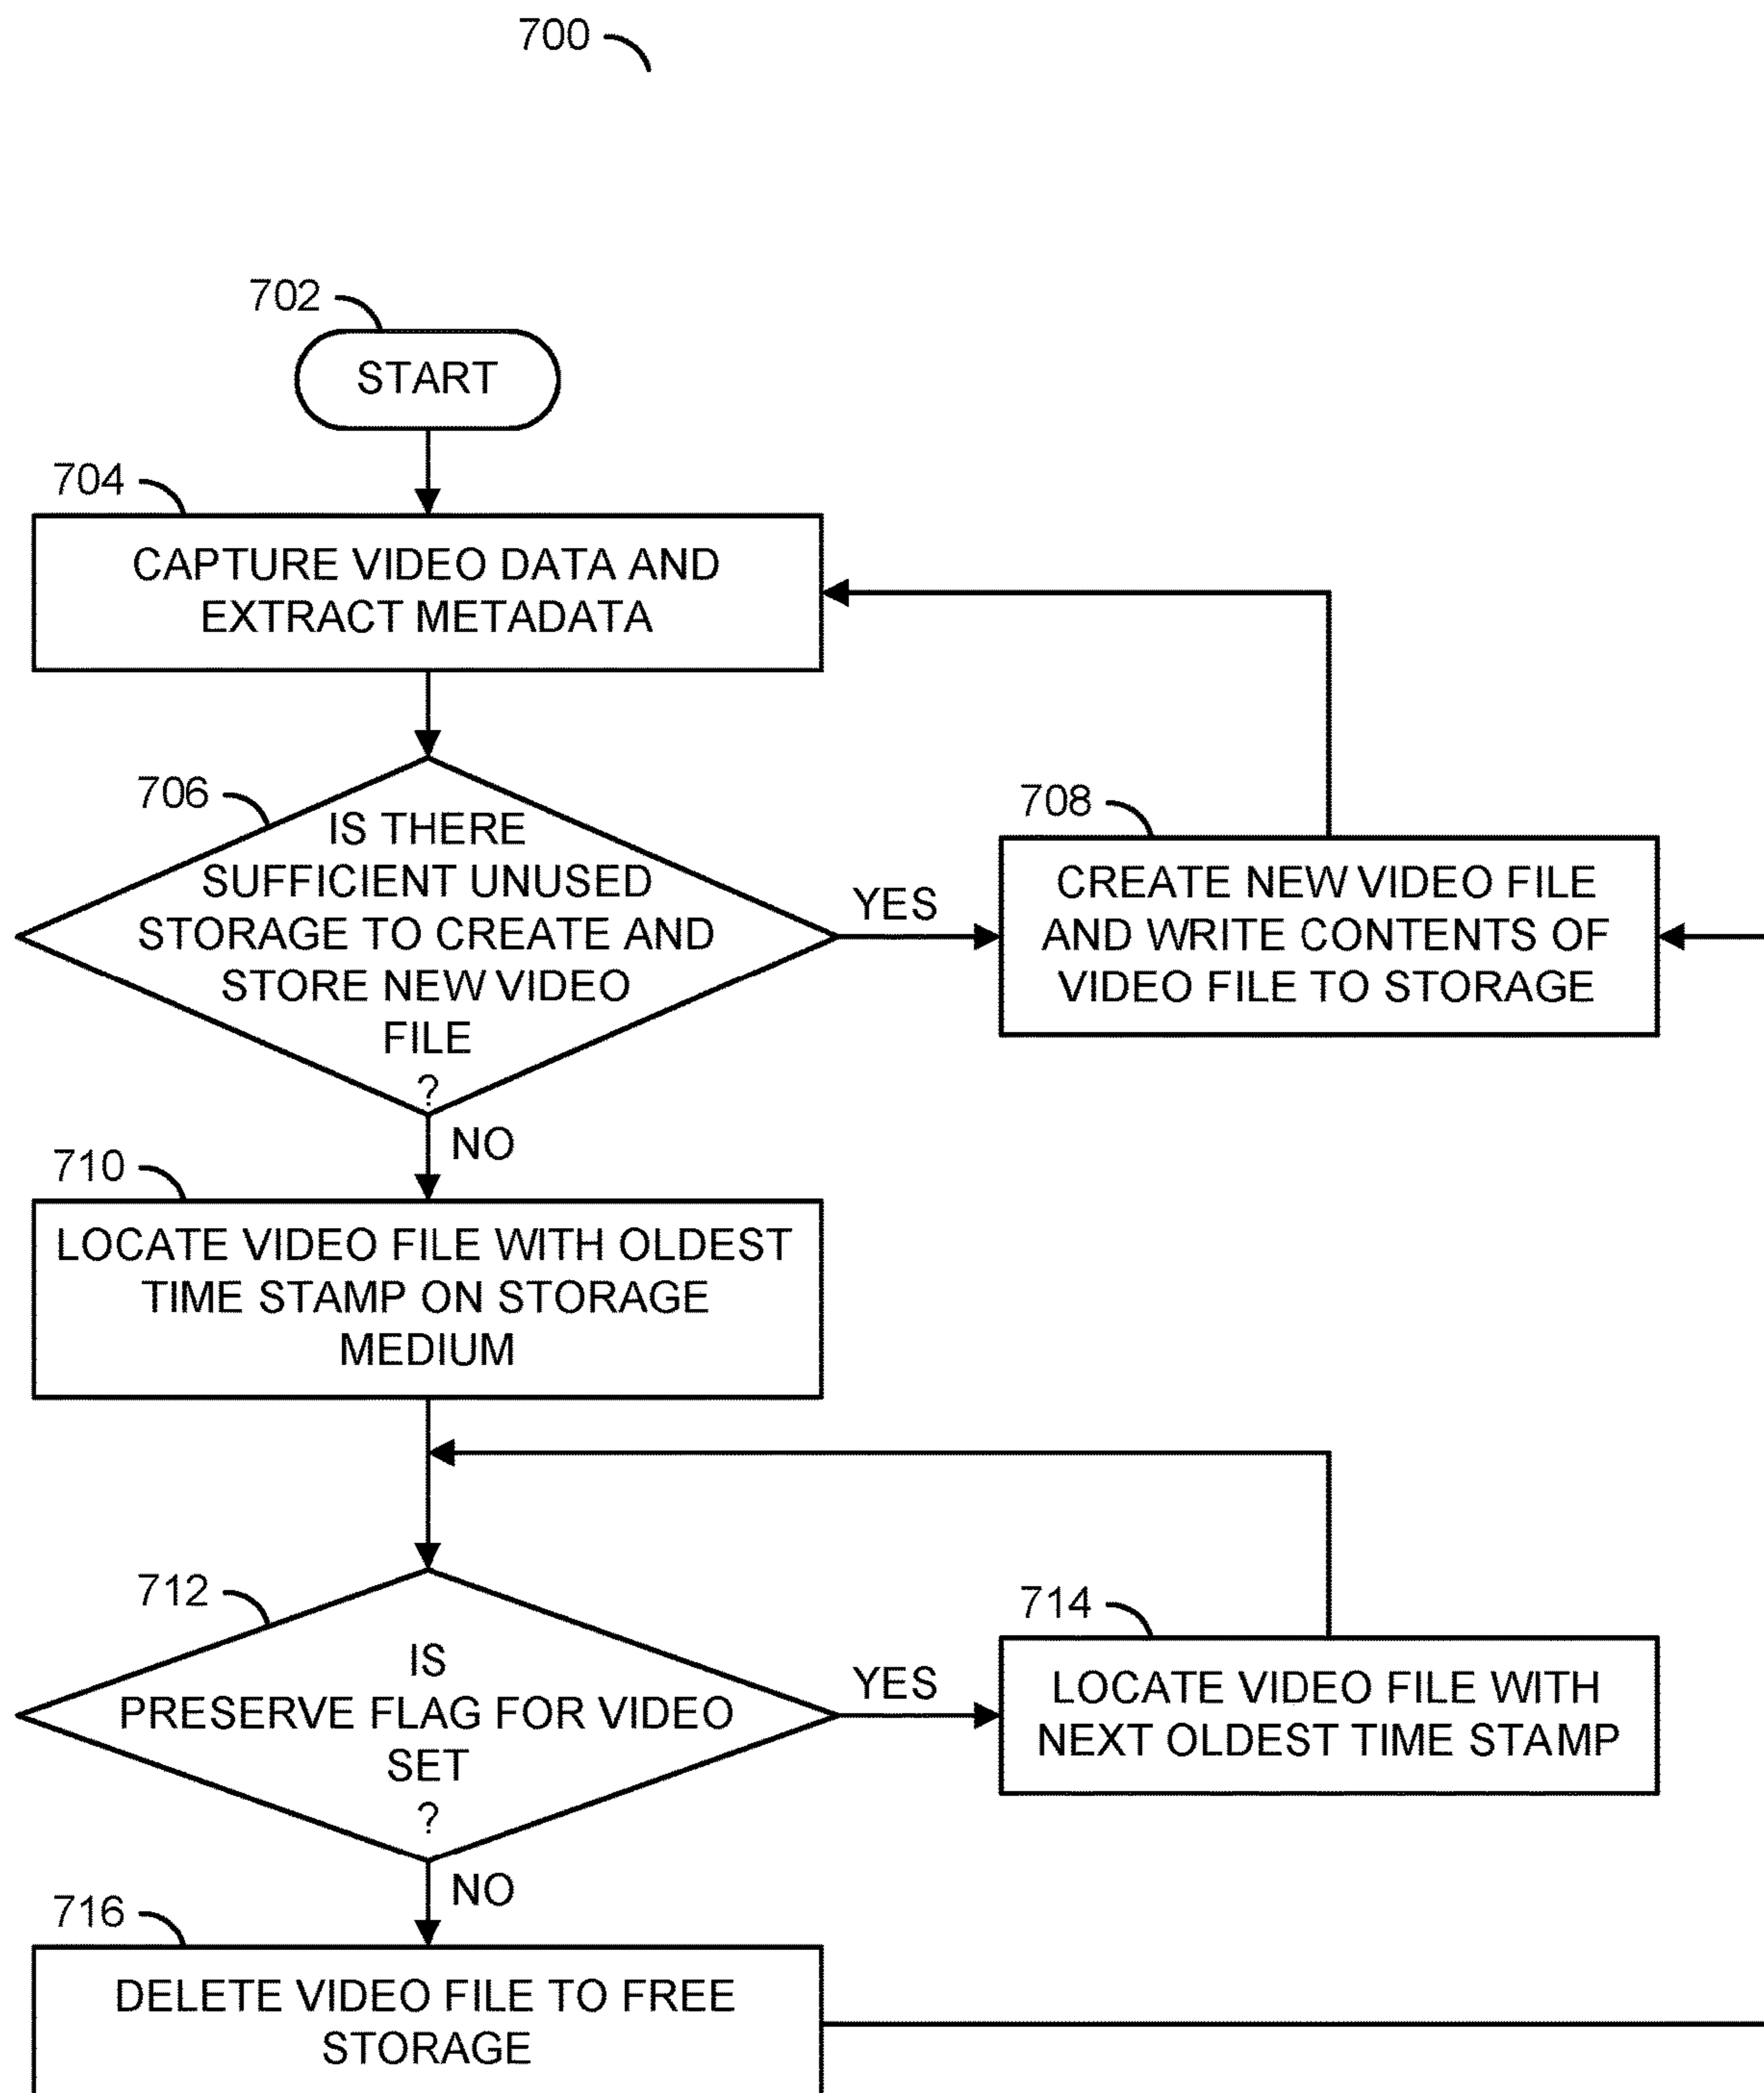 700
702
START
704
CAPTURE VIDEO DATA AND
EXTRACT METADATA
706
IS THERE
SUFFICIENT UNUSED
STORAGE TO CREATE AND
STORE NEW VIDEO
FILE
?
YES
708
CREATE NEW VIDEO FILE
AND WRITE CONTENTS OF
VIDEO FILE TO STORAGE
NO
710
LOCATE VIDEO FILE WITH OLDEST
TIME STAMP ON STORAGE
MEDIUM
712
IS
PRESERVE FLAG FOR VIDEO
SET
?
YES
714
LOCATE VIDEO FILE WITH
NEXT OLDEST TIME STAMP
NO
716
DELETE VIDEO FILE TO FREE
STORAGE